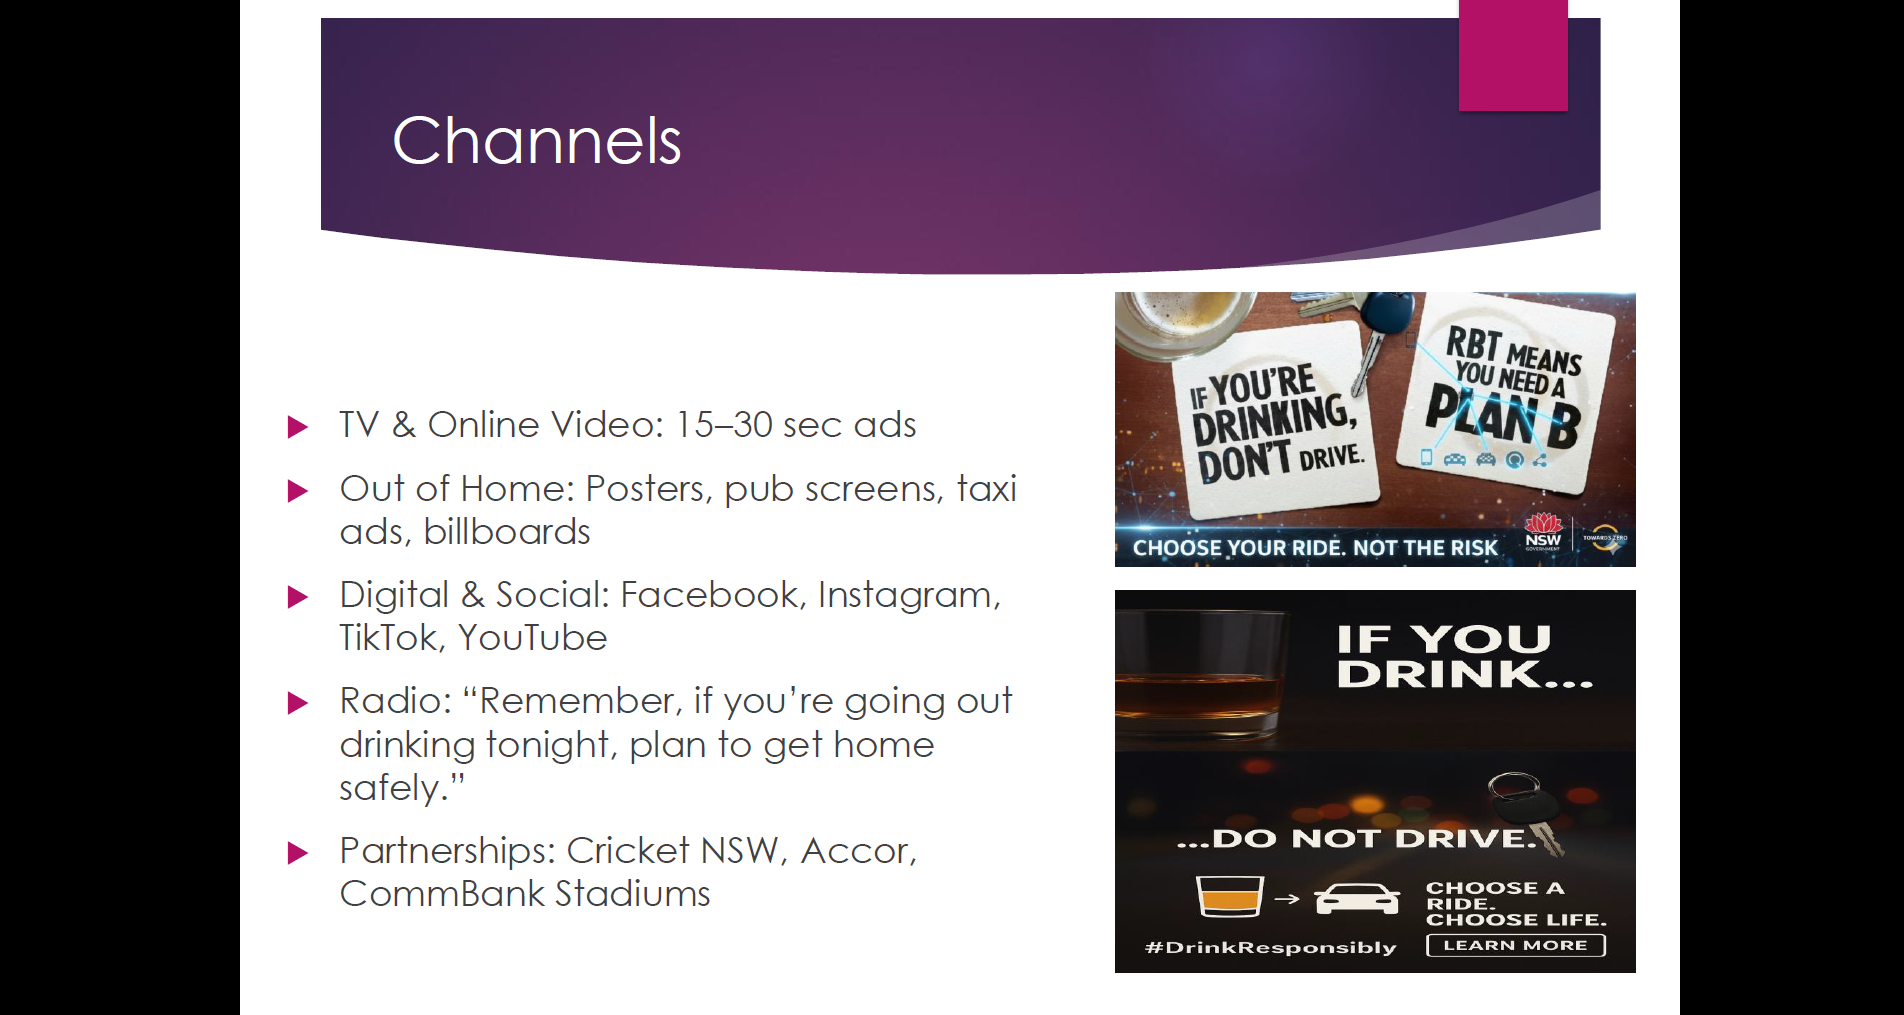 Channels
TV & Online Video: 15–30 sec ads
Out of Home: Posters, pub screens, taxi
ads, billboards
Digital & Social: Facebook, Instagram,
TikTok, YouTube
Radio: “Remember, if you’re going out
drinking tonight, plan to get home
safely.”
Partnerships: Cricket NSW, Accor,
CommBank Stadiums
IF YOU’RE
DRINKING,
DON’T DRIVE.
RBT MEANS
YOU NEED A
PLAN B
CHOOSE YOUR RIDE. NOT THE RISK
NSW
GOVERNMENT
TOWARDS ZERO
IF YOU
DRINK...
...DO NOT DRIVE.
CHOOSE A
RIDE.
CHOOSE LIFE.
#DrinkResponsibly
LEARN MORE